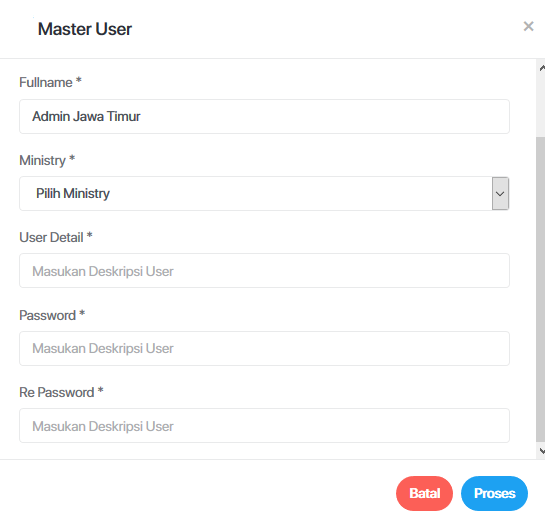 Master User
×
Fullname *
Admin Jawa Timur
Ministry *
Pilih Ministry
User Detail *
Masukan Deskripsi User
Password *
Masukan Deskripsi User
Re Password *
Masukan Deskripsi User
Batal Proses